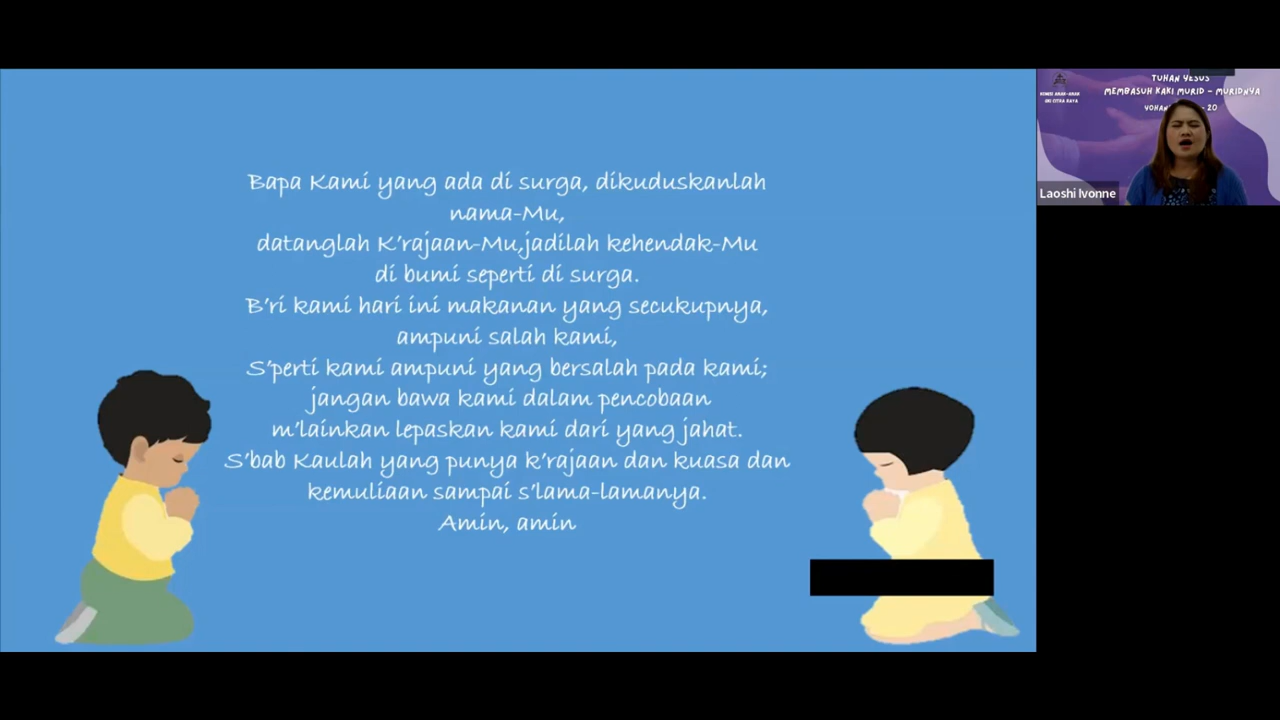 Bapa Kami yang ada di surga, dikuduskanlah
nama-Mu,
datanglah K'rajaan-Mu,jadilah kehendak-Mu
di bumi seperti di surga.
B'ri kami hari ini makanan yang secukupnya,
ampuni salah kami,
S'perti kami ampuni yang bersalah pada kami;
jangan bawa kami dalam pencobaan
m'lainkan lepaskan kami dari yang jahat.
S'bab Kaulah yang punya k'rajaan dan kuasa dan
kemuliaan sampai s'lama-lamanya.
Amin, amin
TUHAN YESUS
MEMBASUH KAKI MURID - MURIDNYA
20
Laoshi Ivonne